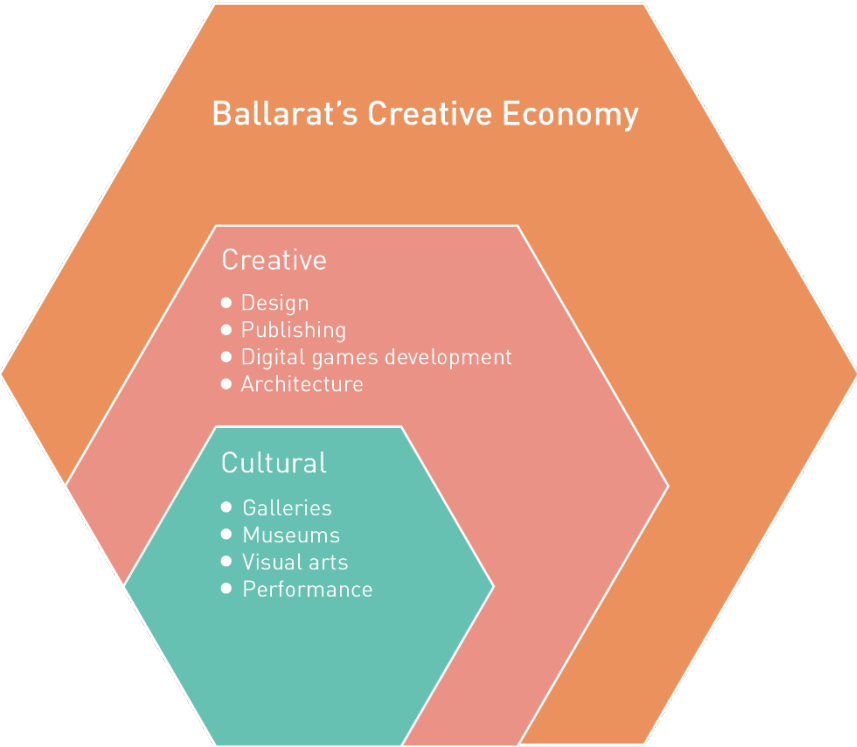 Ballarat’s Creative Economy
Creative
● Design
● Publishing
● Digital games development
● Architecture
Cultural
● Galleries
● Museums
● Visual arts
● Performance